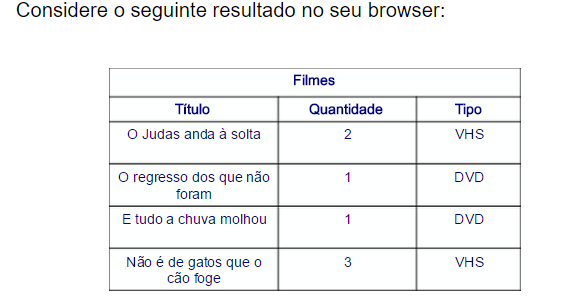 Considere o seguinte resultado no seu browser:
Filmes
Título Quantidade Tipo
O Judas anda à solta 2 VHS
O regresso dos que não
foram 1 DVD
E tudo a chuva molhou 1 DVD
Não é de gatos que o
cão foge 3 VHS